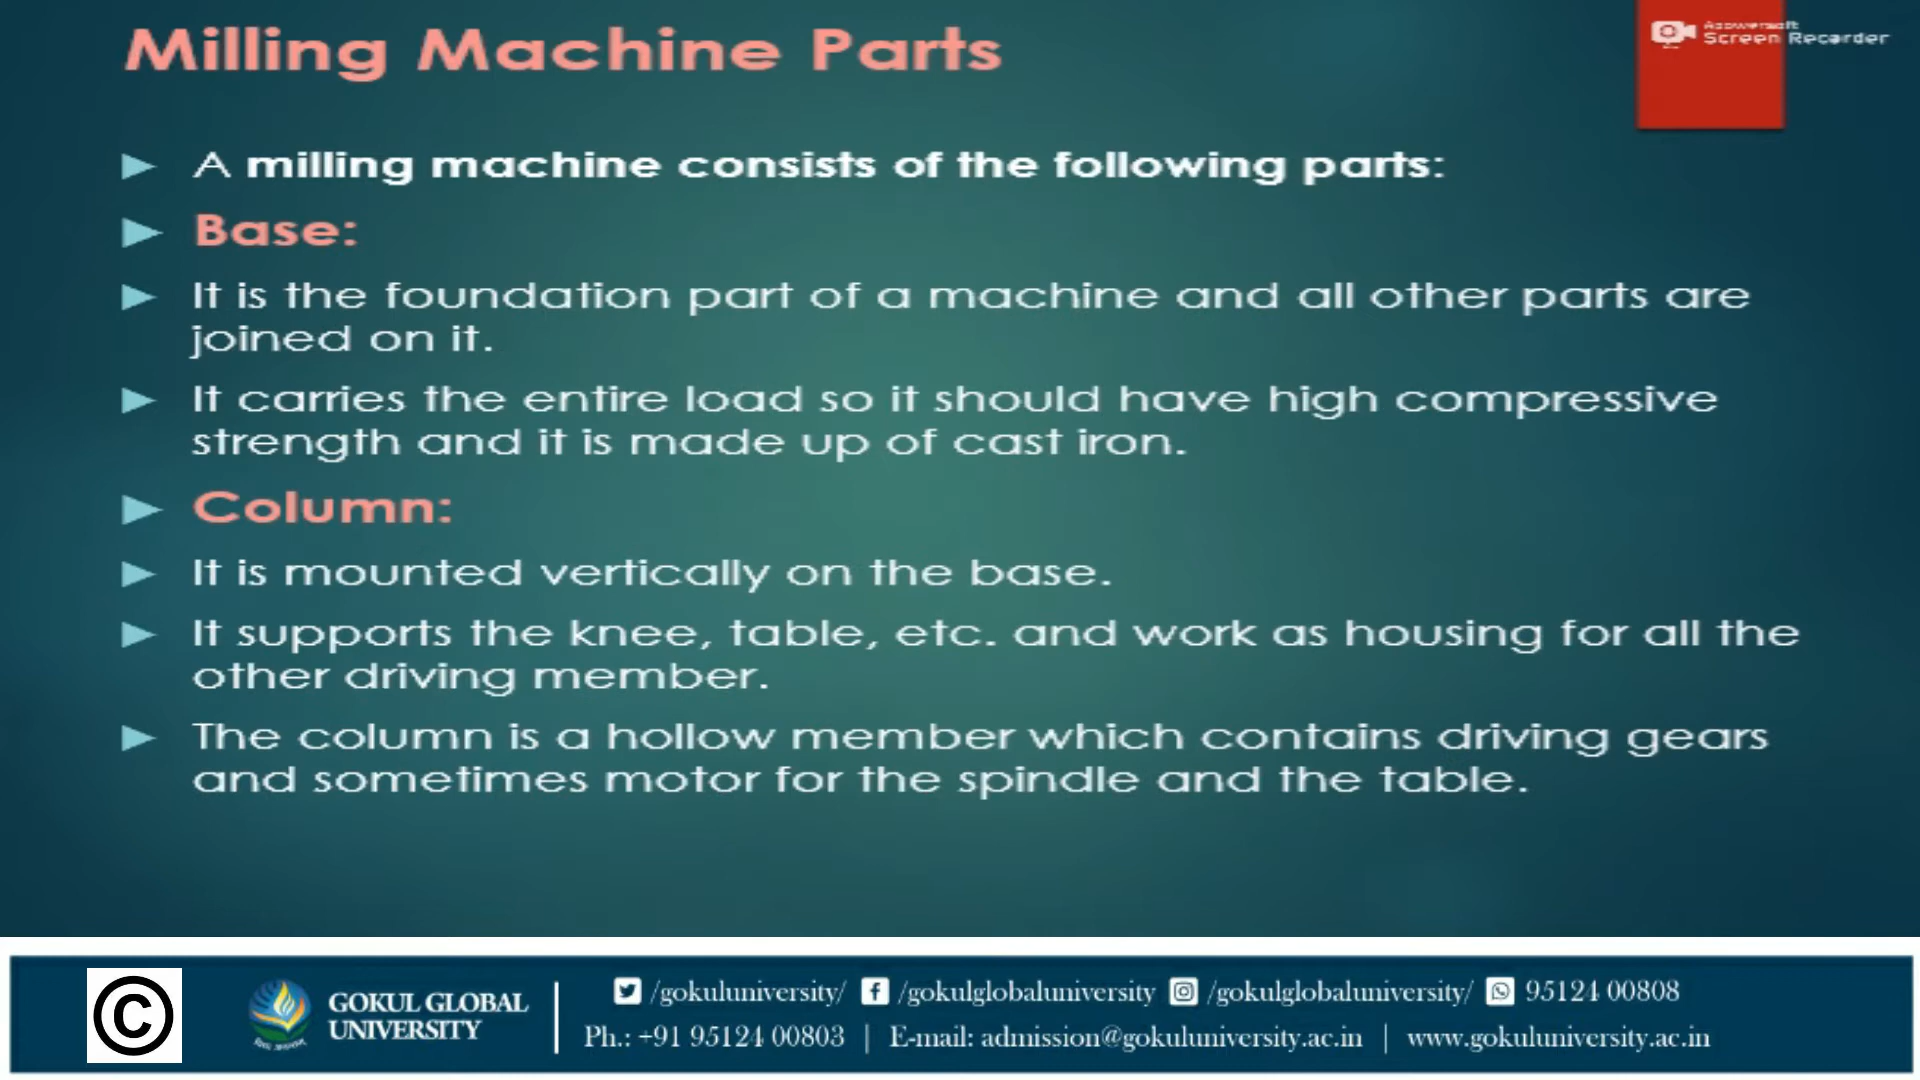 Milling Machine Parts
Apowersoft
Screen Recorder
A milling machine consists of the following parts:
Base:
It is the foundation part of a machine and all other parts are
joined on it.
It carries the entire load so it should have high compressive
strength and it is made up of cast iron.
Column:
It is mounted vertically on the base.
It supports the knee, table, etc. and work as housing for all the
other driving member.
The column is a hollow member which contains driving gears
and sometimes motor for the spindle and the table.
©
GOKUL GLOBAL
UNIVERSITY
/gokuluniversity/ /gokulglobaluniversity /gokulglobaluniversity/ 95124 00808
Ph.: +91 95124 00803 | E-mail: admission@gokuluniversity.ac.in | www.gokuluniversity.ac.in